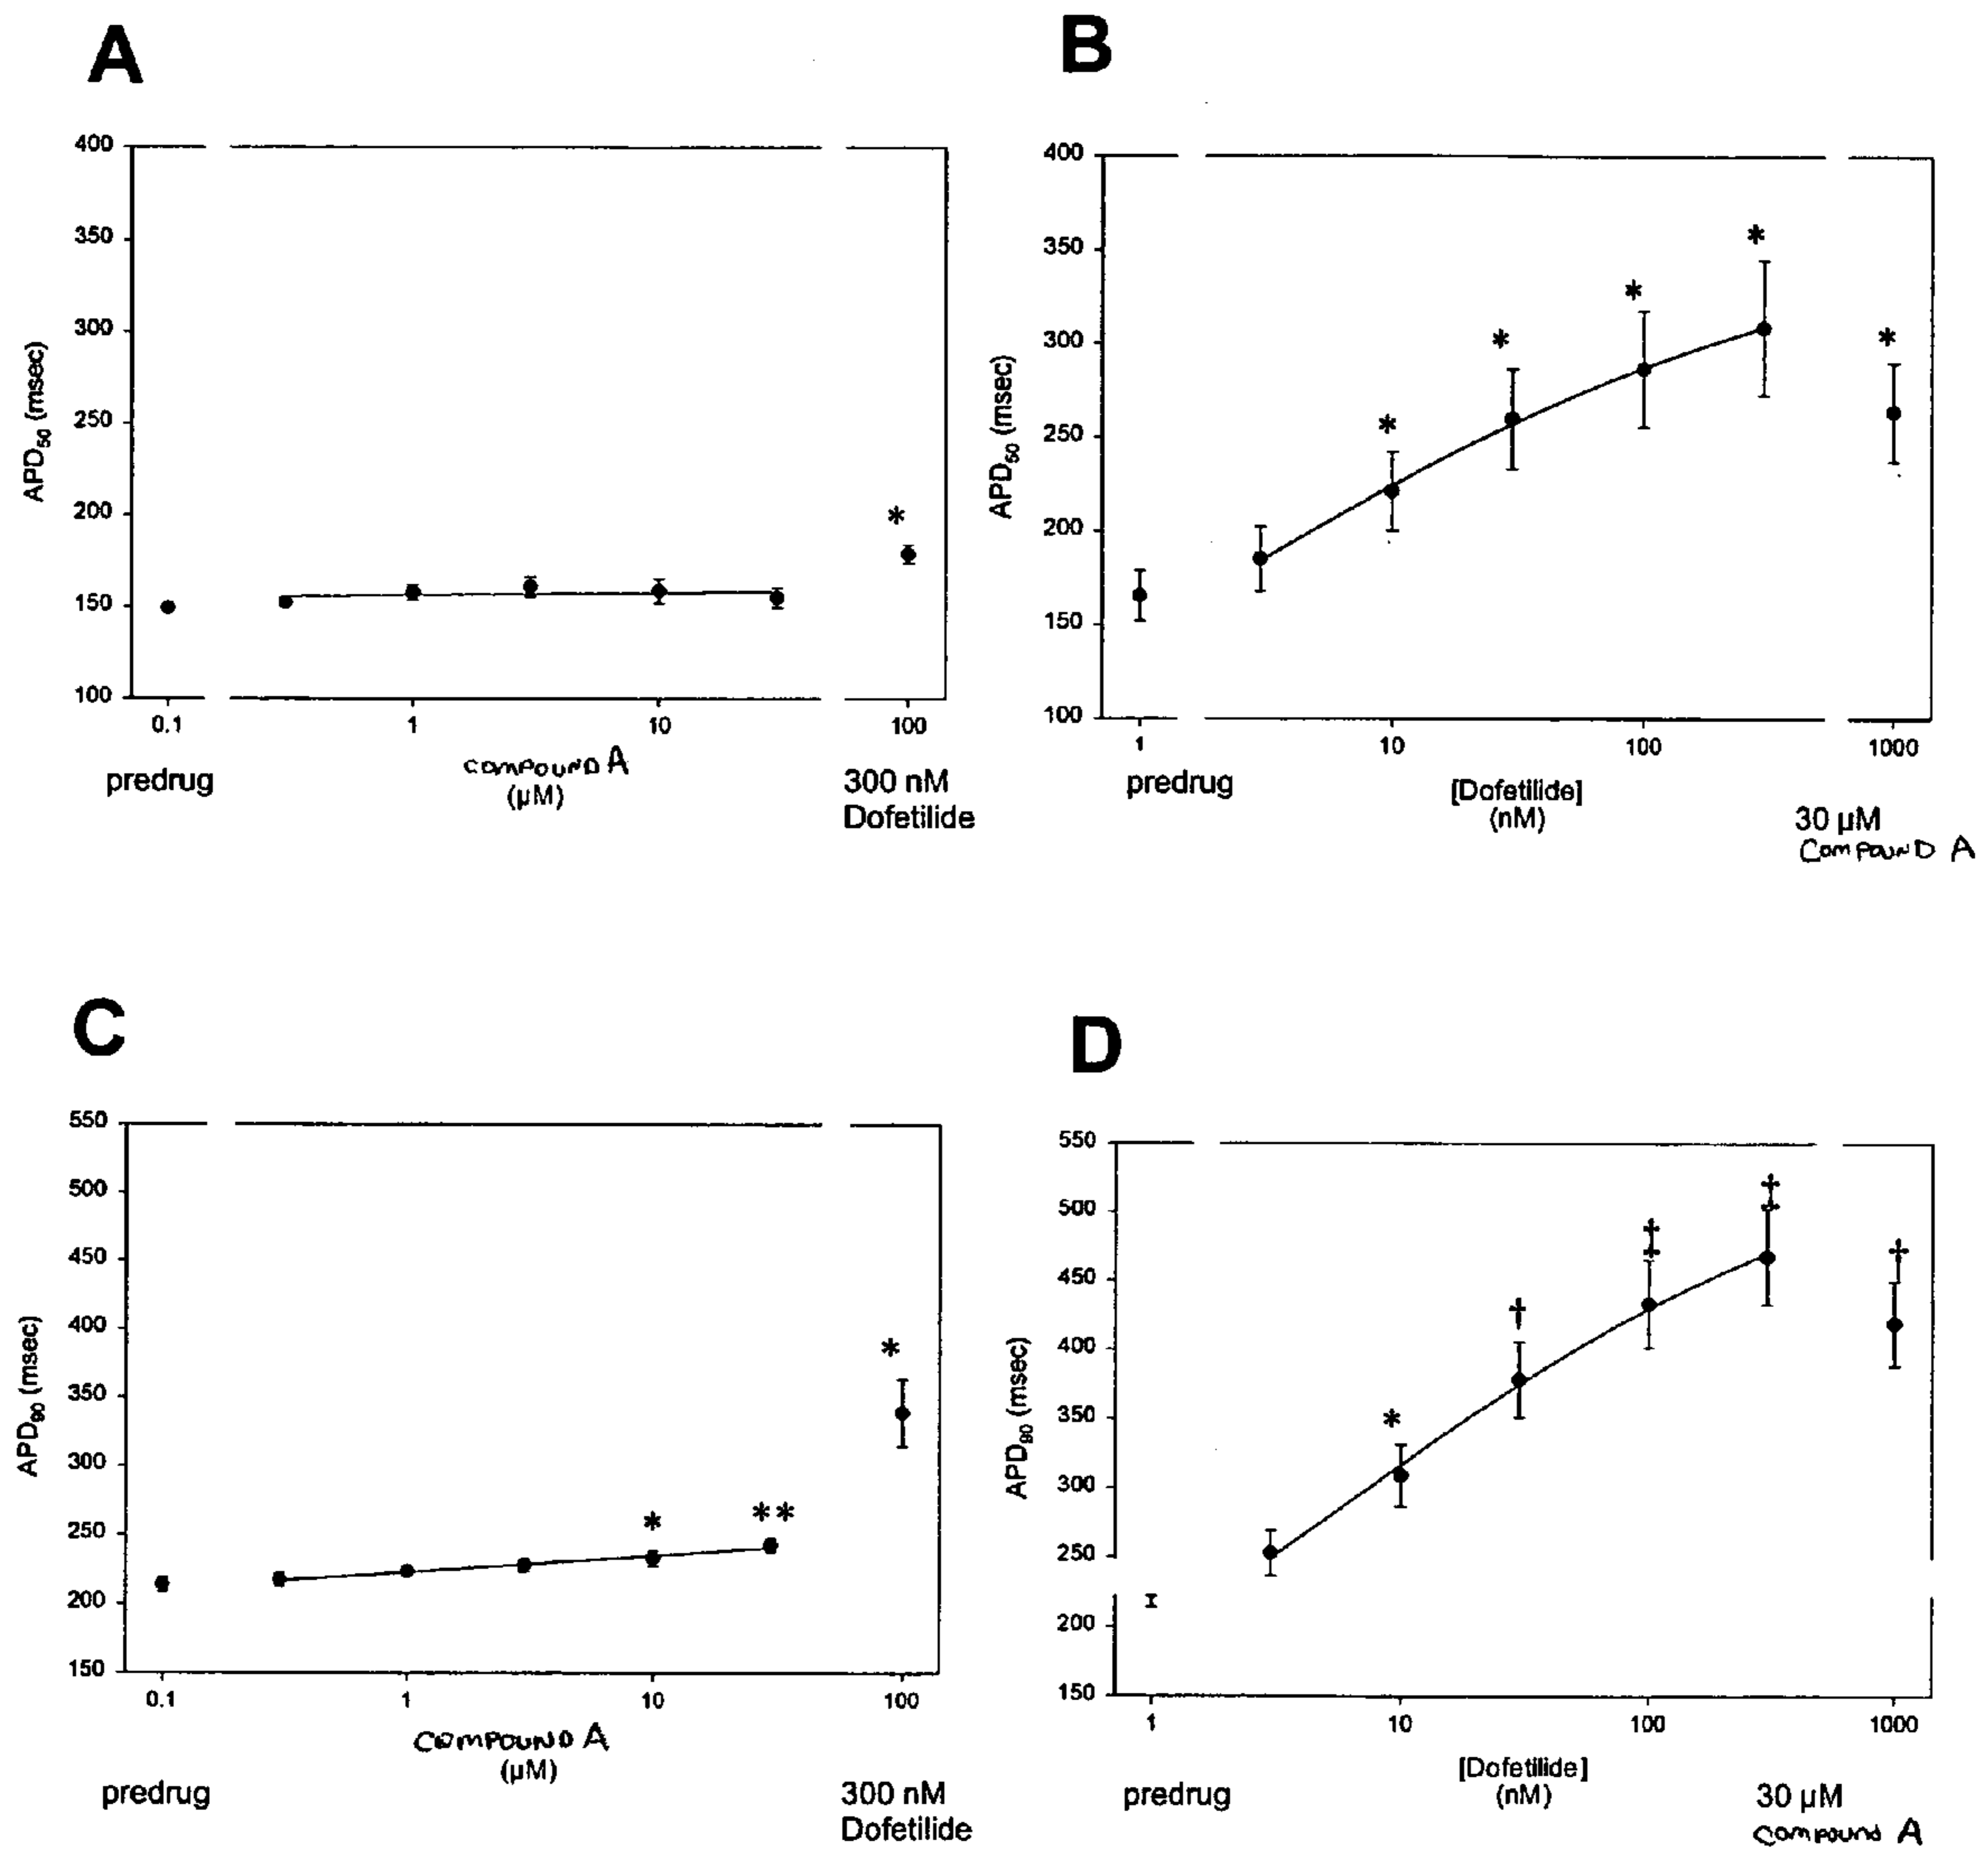 A
400
350
300
250
200
150
100
APD50 (msec)
*
0.1
1
10
100
predrug
COMPOUND A
(µM)
300 nM
Dofetilide
B
400
350
300
250
200
150
100
APD50 (msec)
*
*
*
*
*
1
10
100
1000
predrug
[Dofetilide]
(nM)
30 µM
COMPOUND A
C
550
500
450
400
350
300
250
200
150
APD90 (msec)
*
**
*
0.1
1
10
100
predrug
COMPOUND A
(µM)
300 nM
Dofetilide
D
550
500
450
400
350
300
250
200
150
APD90 (msec)
*
†
‡
‡
†
1
10
100
1000
predrug
[Dofetilide]
(nM)
30 µM
Compound A